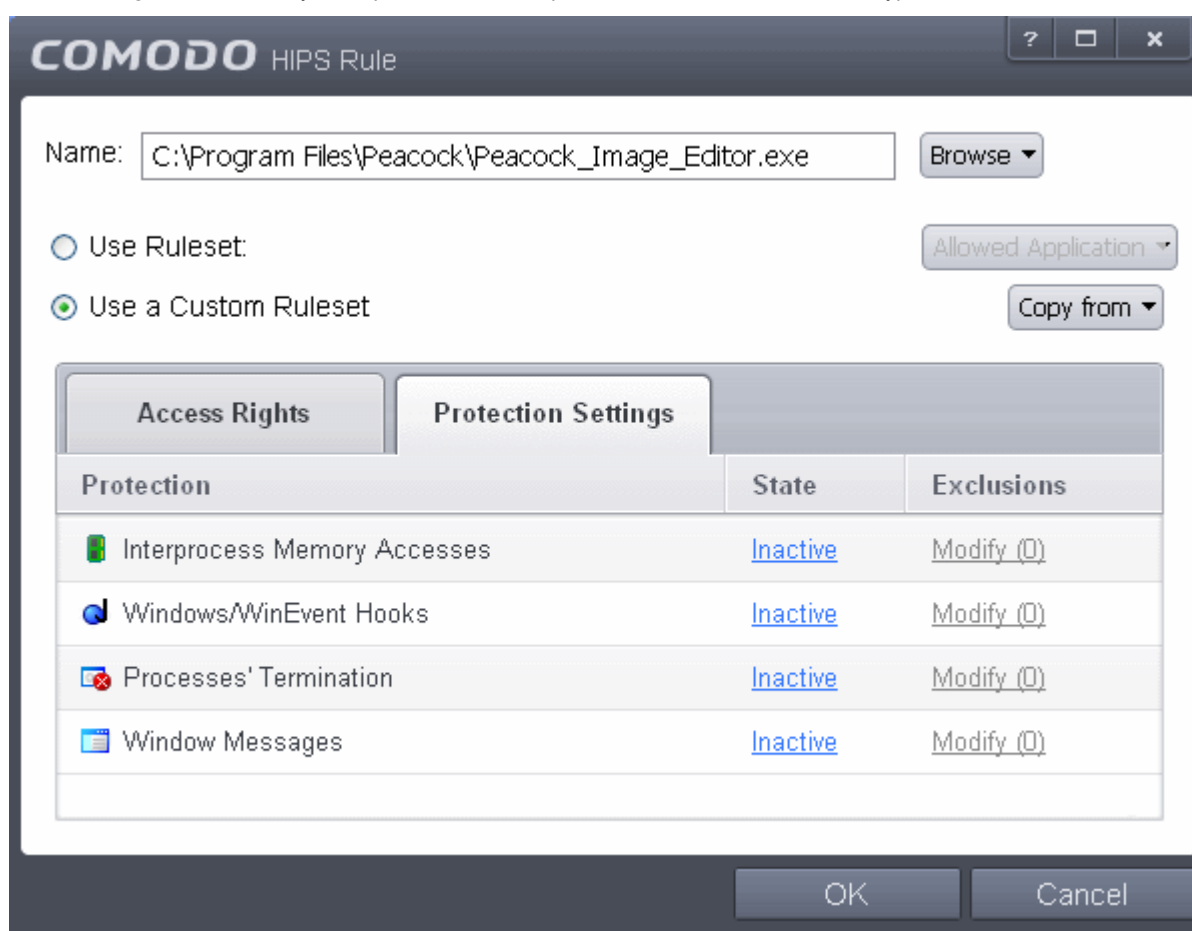 COMODO HIPS Rule
? x
Name: C:\Program Files\Peacock\Peacock_Image_Editor.exe Browse
Use Ruleset: Allowed Application
Use a Custom Ruleset Copy from
Access Rights Protection Settings
Protection State Exclusions
Interprocess Memory Accesses Inactive Modify (0)
Windows/WinEvent Hooks Inactive Modify (0)
Processes' Termination Inactive Modify (0)
Window Messages Inactive Modify (0)
OK Cancel